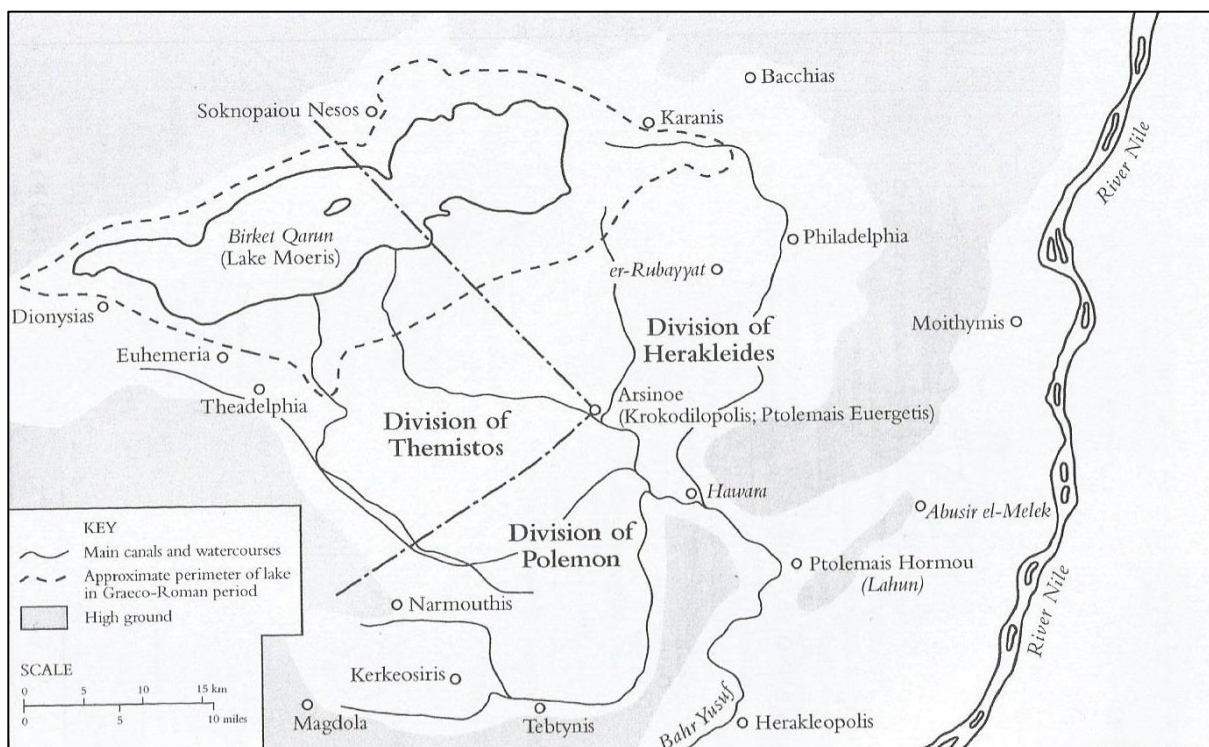 Bacchias
Soknopaiou Nesos
Karanis
River Nile
Birket Qarun
(Lake Moeris)
Philadelphia
er-Rubayyat
Dionysias
Division of
Herakleides
Moithymis
Euhemeria
Theadelphia
Arsinoe
(Krokodilopolis; Ptolemais Euergetis)
Division of
Themistos
Hawara
Abusir el-Melek
Division of
Polemon
Ptolemais Hormou
(Lahun)
River Nile
Narmouthis
Kerkeosiris
Magdola
Tebtynis
Bahr Yusuf
Herakleopolis
KEY
Main canals and watercourses
Approximate perimeter of lake
in Graeco-Roman period
High ground
SCALE
0 5 10 15 km
0 5 10 miles